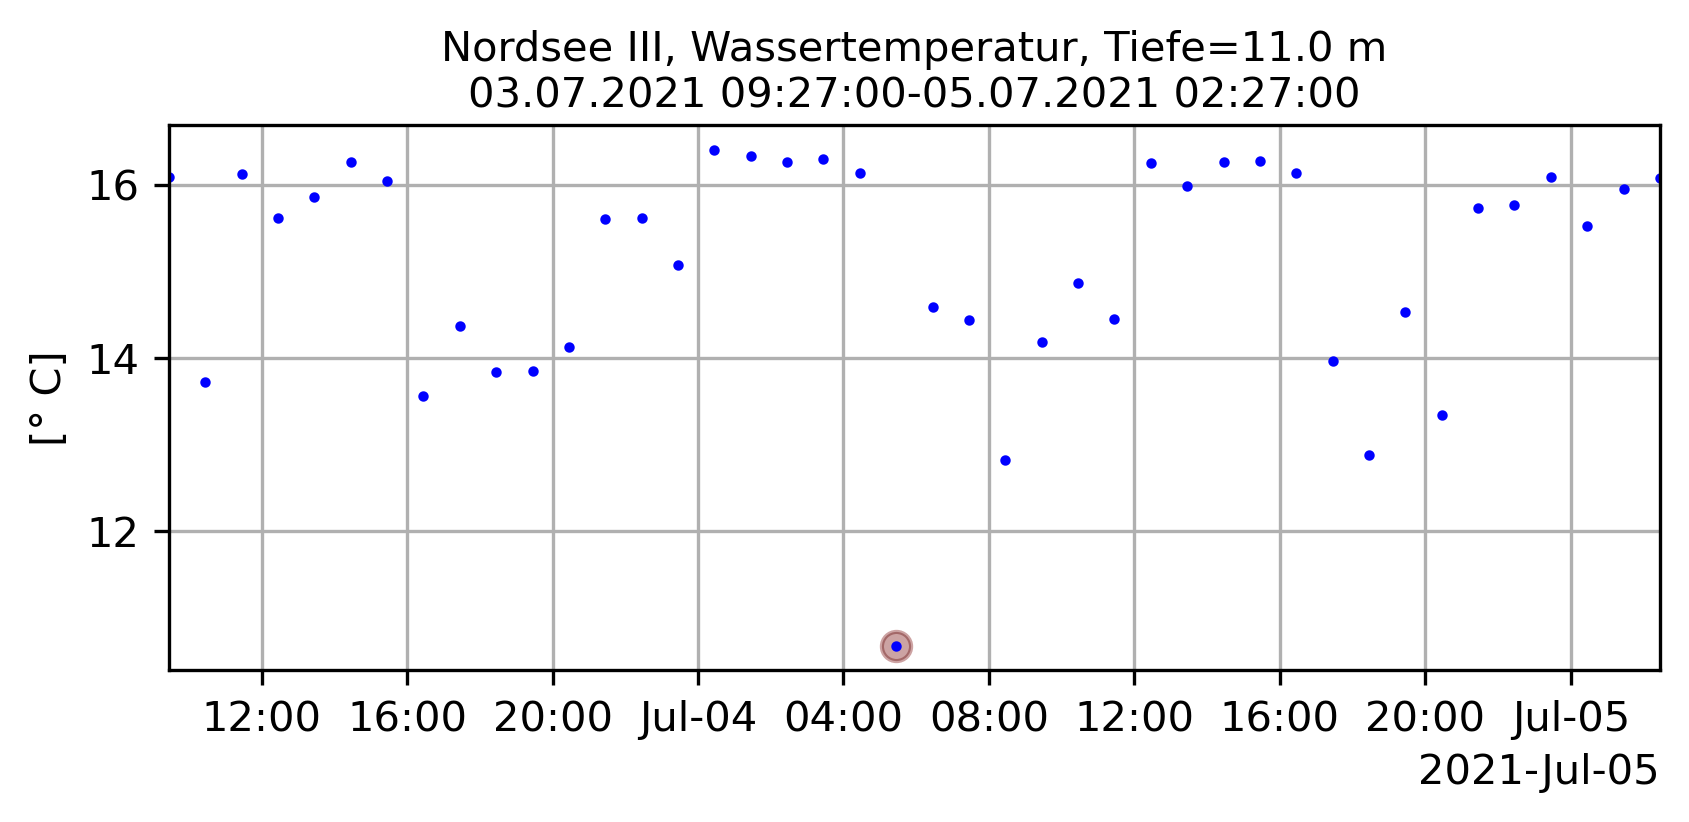 Nordsee III, Wassertemperatur, Tiefe=11.0 m
03.07.2021 09:27:00-05.07.2021 02:27:00
[° C]
16
14
12
12:00 16:00 20:00 Jul-04 04:00 08:00 12:00 16:00 20:00 Jul-05
2021-Jul-05